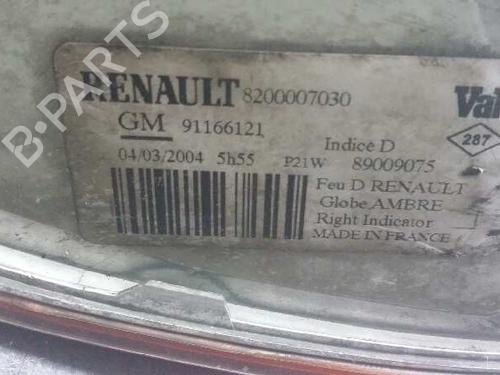 B-PARTS
RENAULT 8200007030
Val
GM 91166121
Indice D
287
04/03/2004 5h55 P21W 89009075
Feu D RENAULT
Globe AMBRE
Right Indicator
MADE IN FRANCE